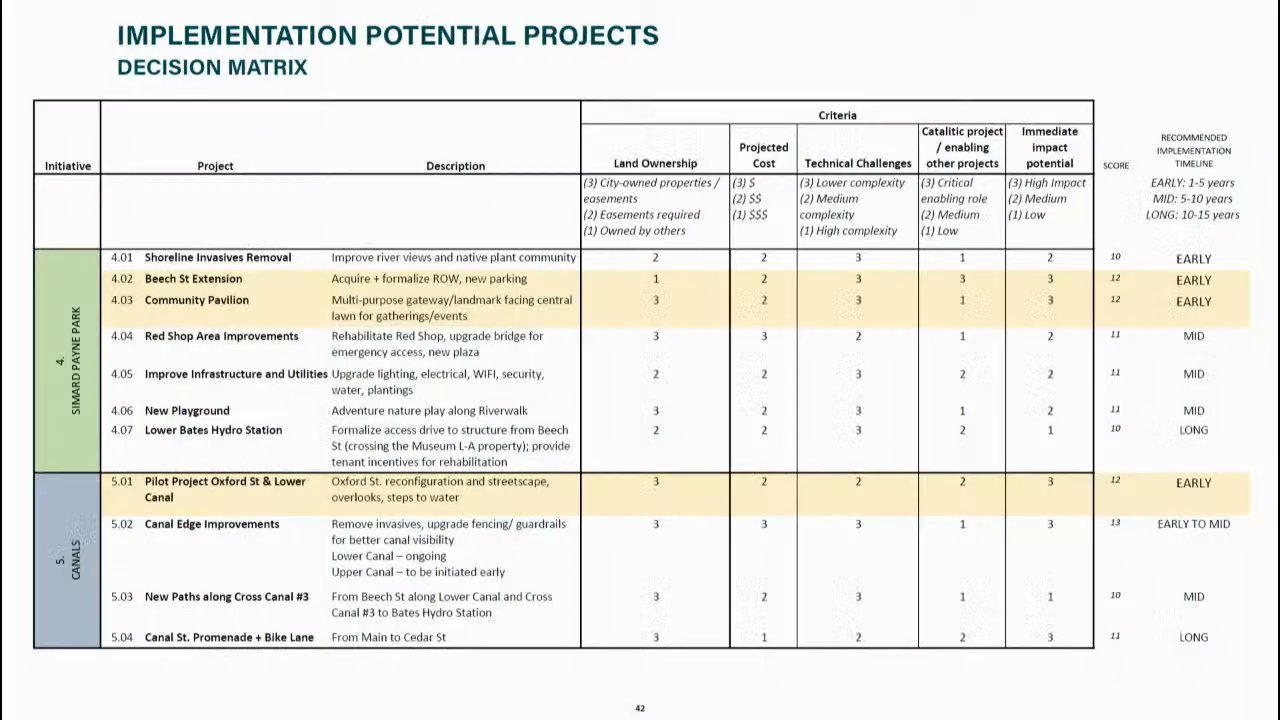 IMPLEMENTATION POTENTIAL PROJECTS
DECISION MATRIX
Criteria
Initiative Project Description Land Ownership Projected Cost Technical Challenges Catalitic project / enabling other projects Immediate impact potential SCORE RECOMMENDED IMPLEMENTATION TIMELINE
(3) City-owned properties / easements (3) $ (3) Lower complexity (3) Critical enabling role (3) High Impact EARLY: 1-5 years
(2) Easements required (2) $$ (2) Medium complexity (2) Medium (2) Medium MID: 5-10 years
(1) Owned by others (1) $$$ (1) High complexity (1) Low (1) Low LONG: 10-15 years
4.
SIMARD PAYNE PARK
4.01 Shoreline Invasives Removal Improve river views and native plant community 2 2 3 1 2 10 EARLY
4.02 Beech St Extension Acquire + formalize ROW, new parking 1 2 3 3 3 12 EARLY
4.03 Community Pavilion Multi-purpose gateway/landmark facing central 3 2 3 1 3 12 EARLY
lawn for gatherings/events
4.04 Red Shop Area Improvements Rehabilitate Red Shop, upgrade bridge for 3 3 2 1 2 11 MID
emergency access, new plaza
4.05 Improve Infrastructure and Utilities Upgrade lighting, electrical, WIFI, security, 2 2 3 2 2 11 MID
water, plantings
4.06 New Playground Adventure nature play along Riverwalk 3 2 3 1 2 11 MID
4.07 Lower Bates Hydro Station Formalize access drive to structure from Beech 2 2 3 2 1 10 LONG
St (crossing the Museum L-A property); provide
tenant incentives for rehabilitation
5.
CANALS
5.01 Pilot Project Oxford St & Lower Oxford St. reconfiguration and streetscape, 3 2 2 2 3 12 EARLY
Canal overlooks, steps to water
5.02 Canal Edge Improvements Remove invasives, upgrade fencing/ guardrails 3 3 3 1 3 13 EARLY TO MID
for better canal visibility
Lower Canal – ongoing
Upper Canal – to be initiated early
5.03 New Paths along Cross Canal #3 From Beech St along Lower Canal and Cross 3 2 3 1 1 10 MID
Canal #3 to Bates Hydro Station
5.04 Canal St. Promenade + Bike Lane From Main to Cedar St 3 1 2 2 3 11 LONG
42